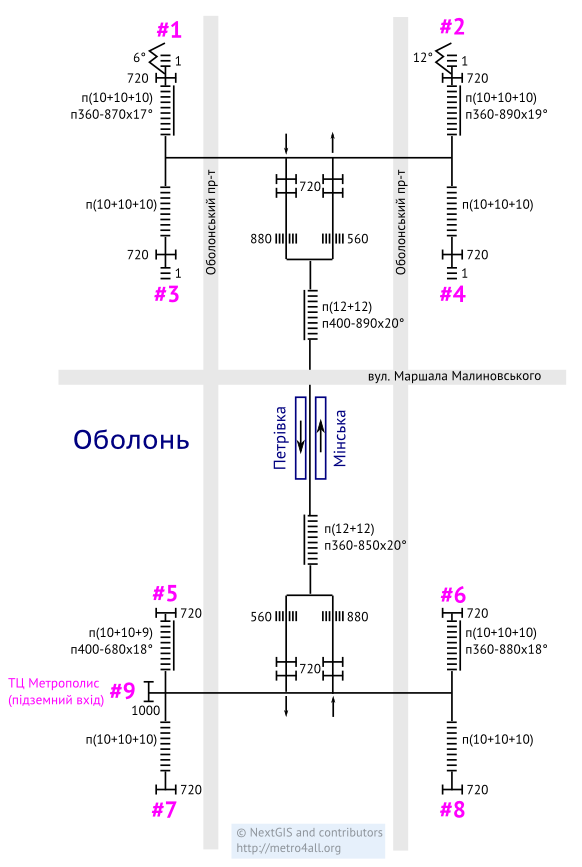 #1
#2
6°
1
12°
1
720
720
п(10+10+10)
п360-870x17°
п(10+10+10)
п360-890x19°
Оболонський пр-т
Оболонський пр-т
720
п(10+10+10)
п(10+10+10)
880
560
720
720
1
1
#3
#4
п(12+12)
п400-890x20°
вул. Маршала Малиновського
Оболонь
Петрівка
Мінська
п(12+12)
п360-850x20°
#5
#6
720
560
880
720
п(10+10+9)
п400-680x18°
п(10+10+10)
п360-880x18°
720
ТЦ Метрополис
(підземний вхід)
#9
1000
п(10+10+10)
п(10+10+10)
720
720
#7
#8
© NextGIS and contributors
http://metro4all.org